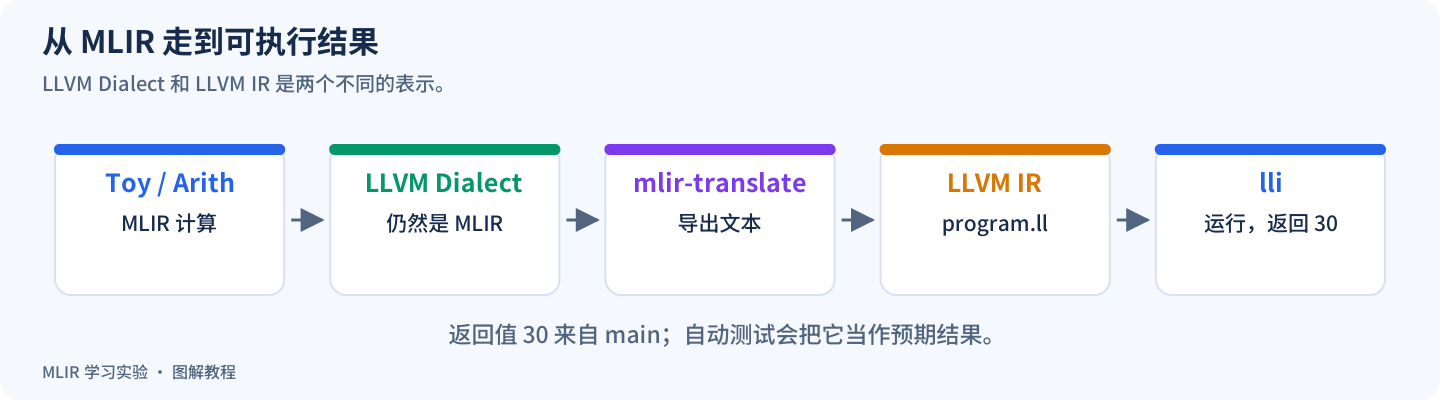 从 MLIR 走到可执行结果
LLVM Dialect 和 LLVM IR 是两个不同的表示。
Toy / Arith
MLIR 计算
LLVM Dialect
仍然是 MLIR
mlir-translate
导出文本
LLVM IR
program.ll
lli
运行，返回 30
返回值 30 来自 main；自动测试会把它当作预期结果。
MLIR 学习实验 · 图解教程